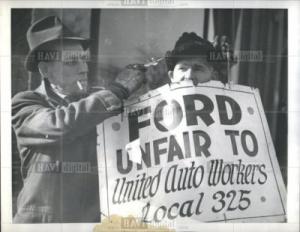 FORD
UNFAIR TO
United Auto Workers
Local 325